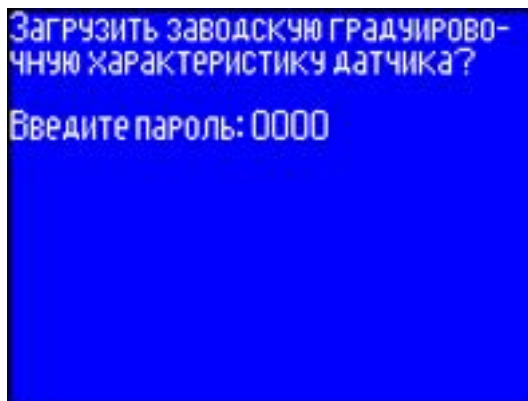 Загрузить заводскую градуирово-
чную характеристику датчика?
Введите пароль: 0000